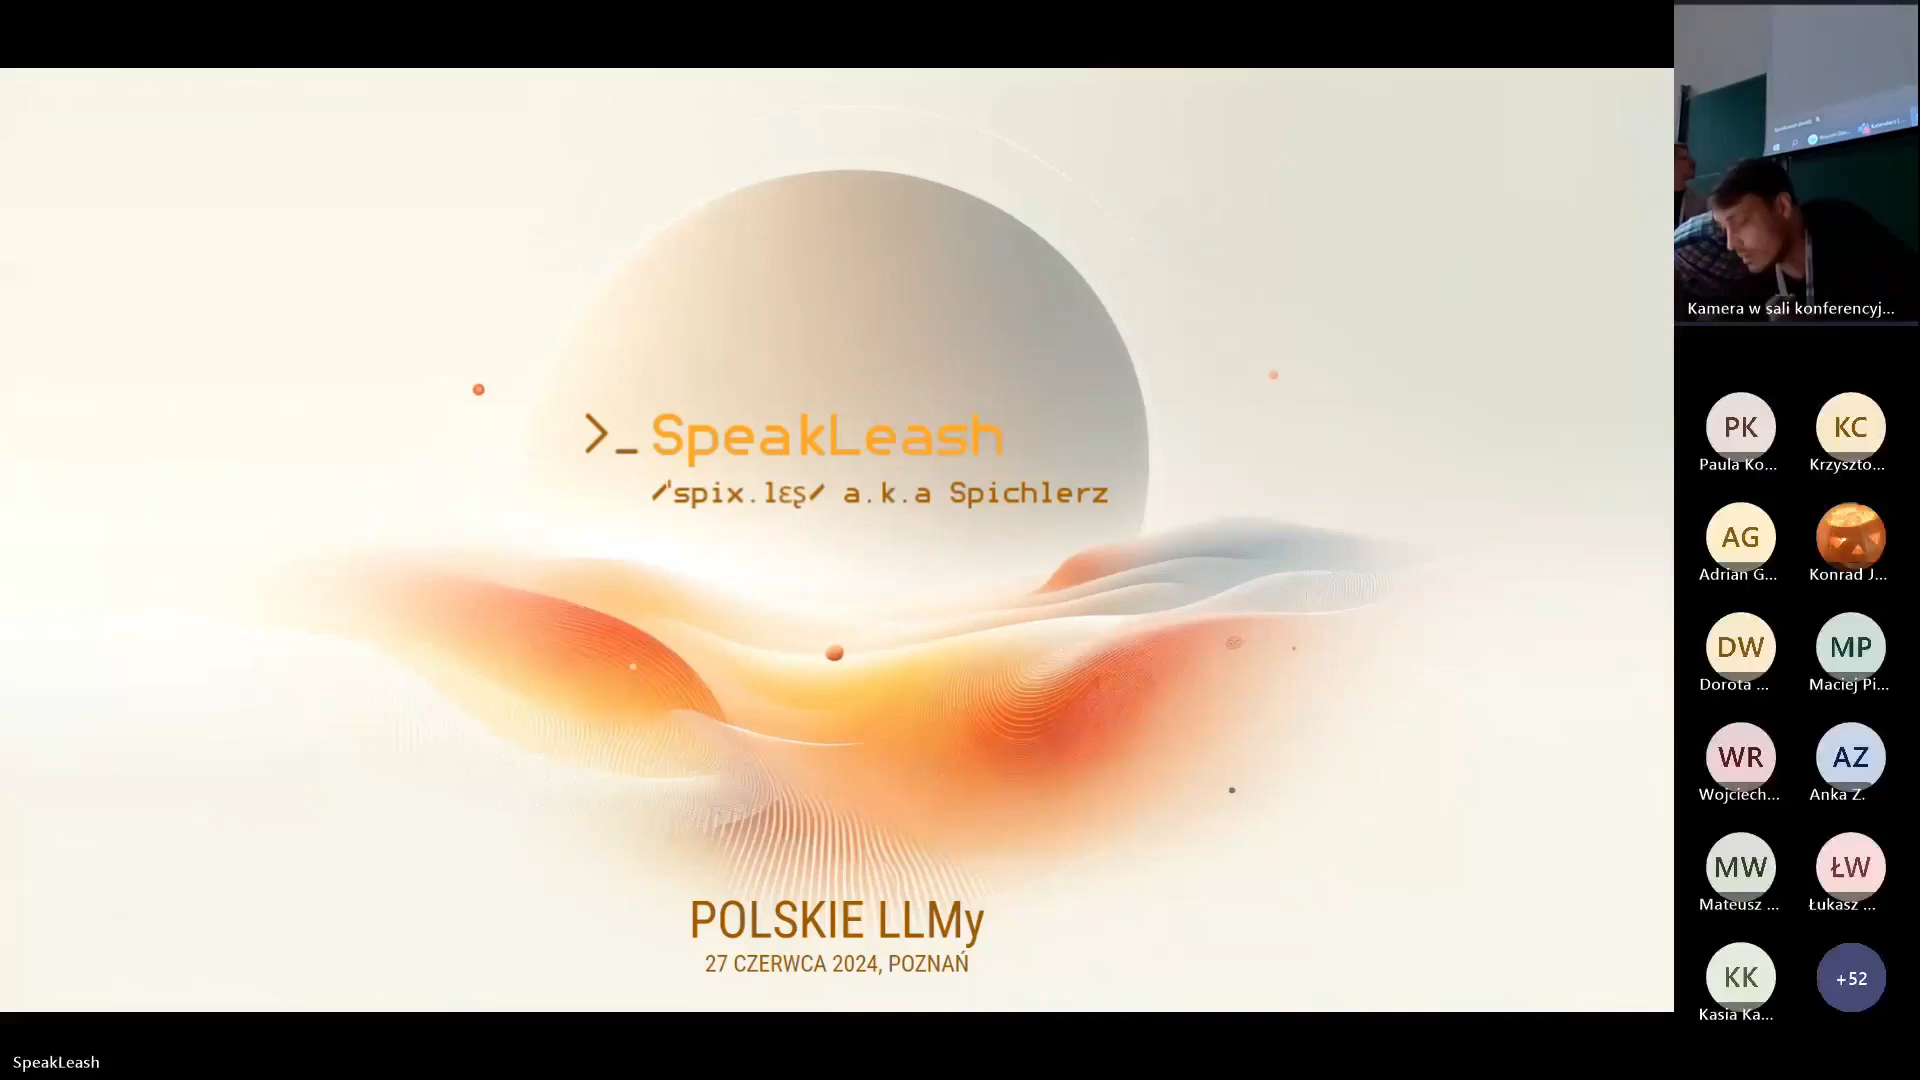 >_ SpeakLeash
/ˈspix.lɛʂ/ a.k.a Spichlerz
POLSKIE LLMy
27 CZERWCA 2024, POZNAŃ
SpeakLeash
Kamera w sali konferencyj...
PK
Paula Ko...
KC
Krzyszto...
AG
Adrian G...
Konrad J...
DW
Dorota ...
MP
Maciej Pi...
WR
Wojciech...
AZ
Anka Z.
MW
Mateusz ...
ŁW
Łukasz ...
KK
Kasia Ka...
+52